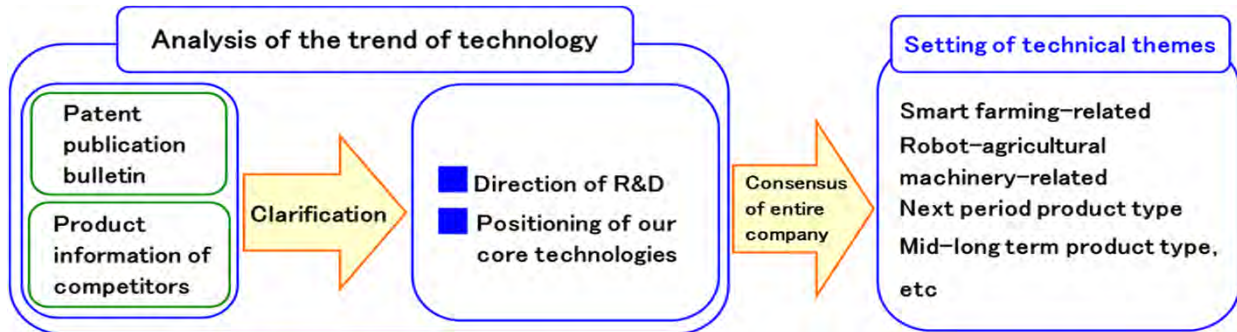 Analysis of the trend of technology
Patent
publication
bulletin
Product
information of
competitors
Clarification
■ Direction of R&D
■ Positioning of our
core technologies
Consensus
of entire
company
Setting of technical themes
Smart farming-related
Robot-agricultural
machinery-related
Next period product type
Mid-long term product type,
etc